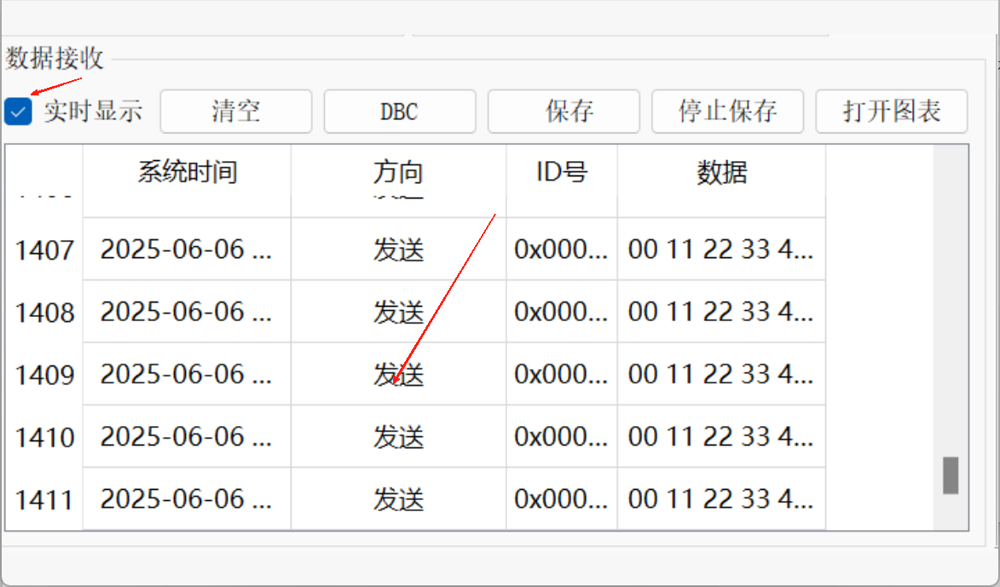 数据接收
实时显示 清空 DBC 保存 停止保存 打开图表
系统时间 方向 ID号 数据
1407 2025-06-06 ... 发送 0x000... 00 11 22 33 4...
1408 2025-06-06 ... 发送 0x000... 00 11 22 33 4...
1409 2025-06-06 ... 发送 0x000... 00 11 22 33 4...
1410 2025-06-06 ... 发送 0x000... 00 11 22 33 4...
1411 2025-06-06 ... 发送 0x000... 00 11 22 33 4...